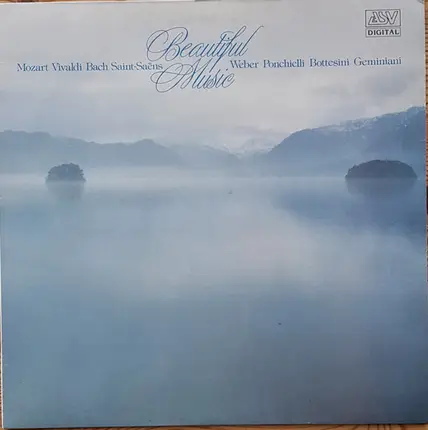 Beautiful
Mozart Vivaldi Bach Saint-Saëns
Weber Ponchielli Bottesini Geminiani
Music
ASV
DIGITAL